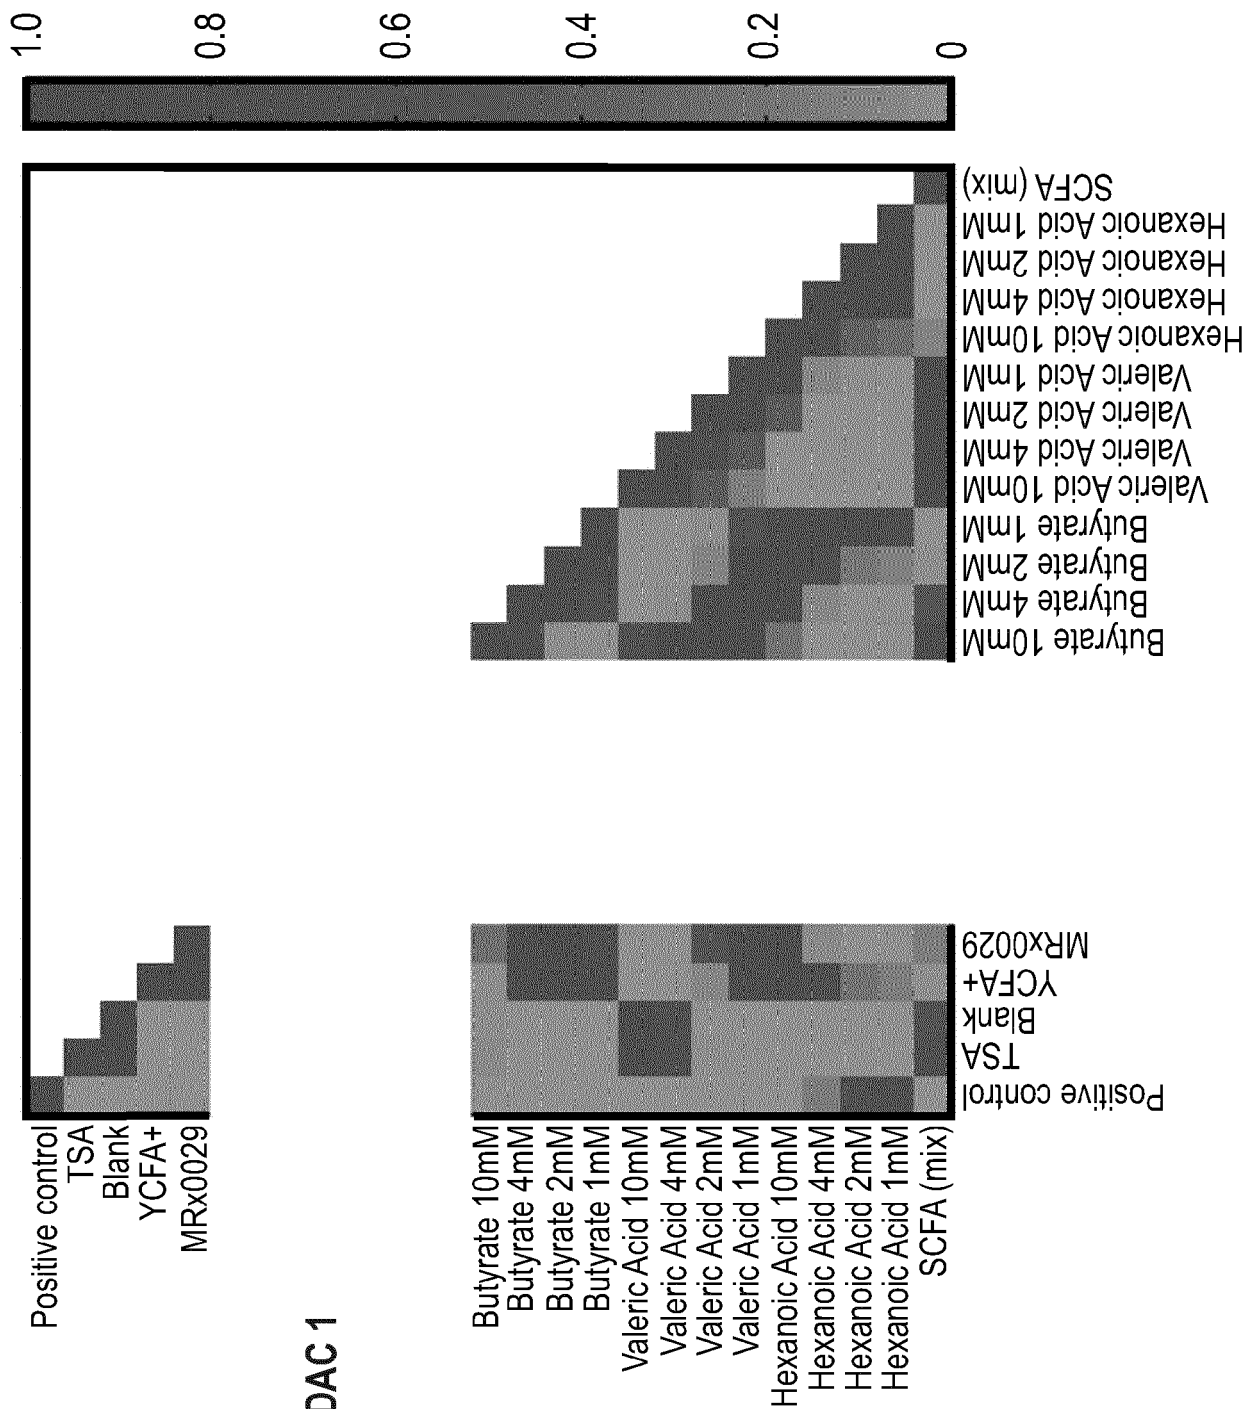 1.0
0.8
0.6
0.4
0.2
0
Positive control
TSA
Blank
YCFA+
MRx0029
DAC 1
Butyrate 10mM
Butyrate 4mM
Butyrate 2mM
Butyrate 1mM
Valeric Acid 10mM
Valeric Acid 4mM
Valeric Acid 2mM
Valeric Acid 1mM
Hexanoic Acid 10mM
Hexanoic Acid 4mM
Hexanoic Acid 2mM
Hexanoic Acid 1mM
SCFA (mix)
Positive control
TSA
Blank
YCFA+
MRx0029
Butyrate 10mM
Butyrate 4mM
Butyrate 2mM
Butyrate 1mM
Valeric Acid 10mM
Valeric Acid 4mM
Valeric Acid 2mM
Valeric Acid 1mM
Hexanoic Acid 10mM
Hexanoic Acid 4mM
Hexanoic Acid 2mM
Hexanoic Acid 1mM
SCFA (mix)